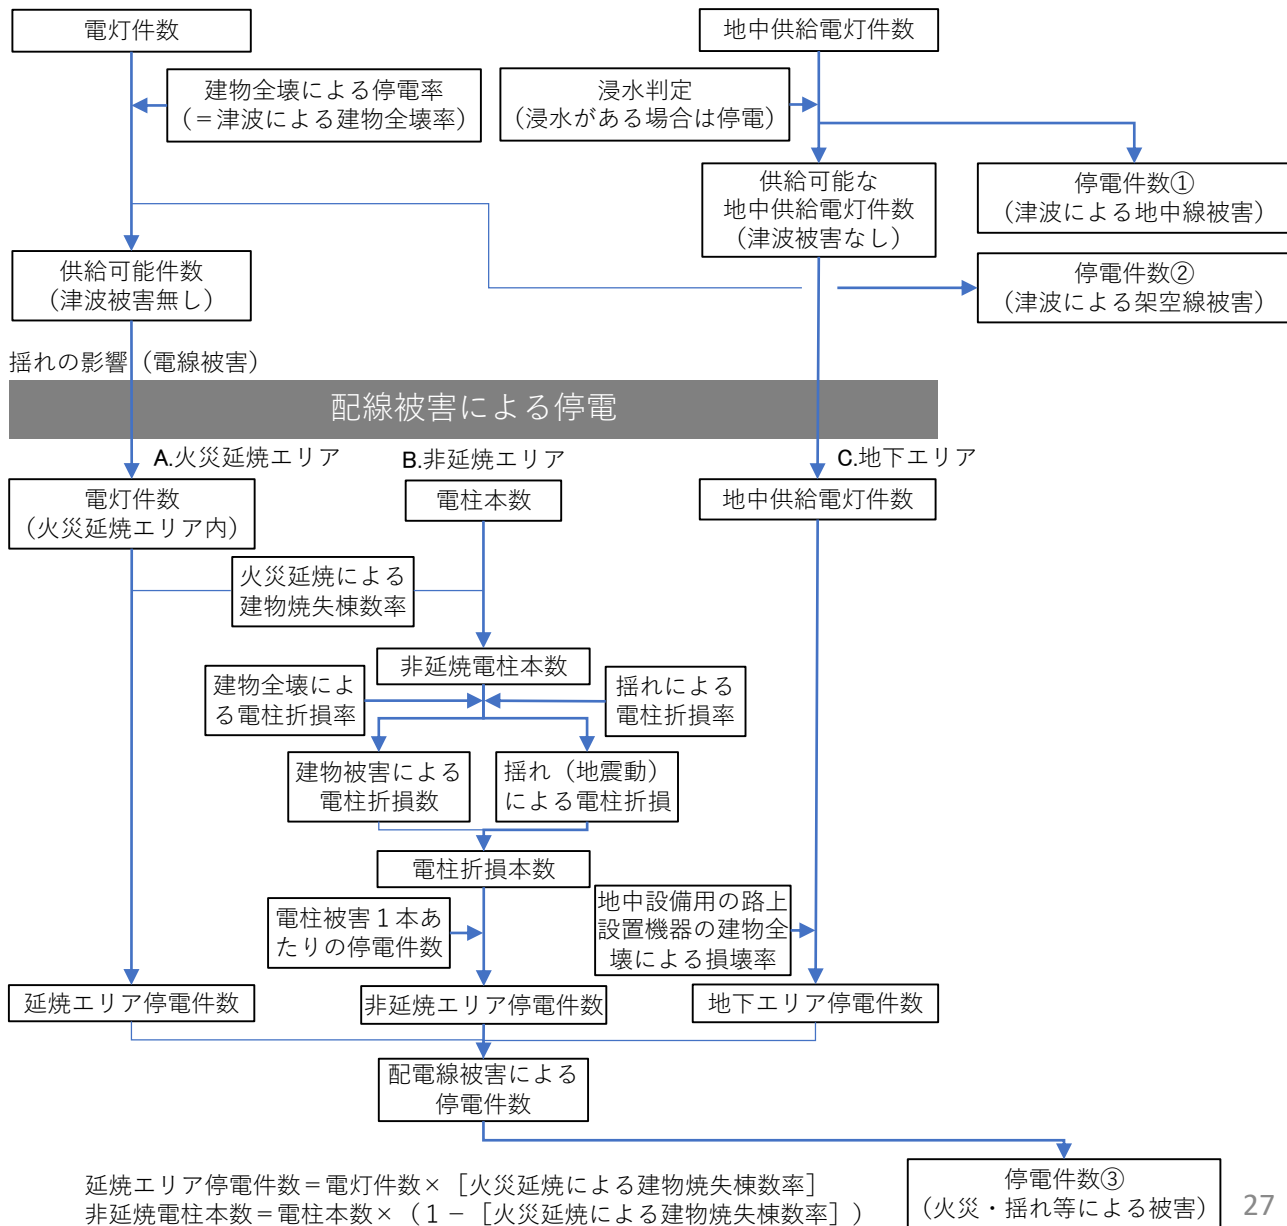 電灯件数
地中供給電灯件数
建物全壊による停電率
(＝津波による建物全壊率)
浸水判定
(浸水がある場合は停電)
供給可能な
地中供給電灯件数
(津波被害なし)
停電件数①
(津波による地中線被害)
供給可能件数
(津波被害無し)
停電件数②
(津波による架空線被害)
揺れの影響（電線被害）
配線被害による停電
A.火災延焼エリア
B.非延焼エリア
C.地下エリア
電灯件数
（火災延焼エリア内）
電柱本数
地中供給電灯件数
火災延焼による
建物焼失棟数率
非延焼電柱本数
建物全壊によ
る電柱折損率
揺れによる
電柱折損率
建物被害による
電柱折損数
揺れ（地震動）
による電柱折損
電柱折損本数
電柱被害１本あ
たりの停電件数
地中設備用の路上
設置機器の建物全
壊による損壊率
延焼エリア停電件数
非延焼エリア停電件数
地下エリア停電件数
配電線被害による
停電件数
停電件数③
（火災・揺れ等による被害）
延焼エリア停電件数＝電灯件数×［火災延焼による建物焼失棟数率］
非延焼電柱本数＝電柱本数×（１－［火災延焼による建物焼失棟数率］）
27